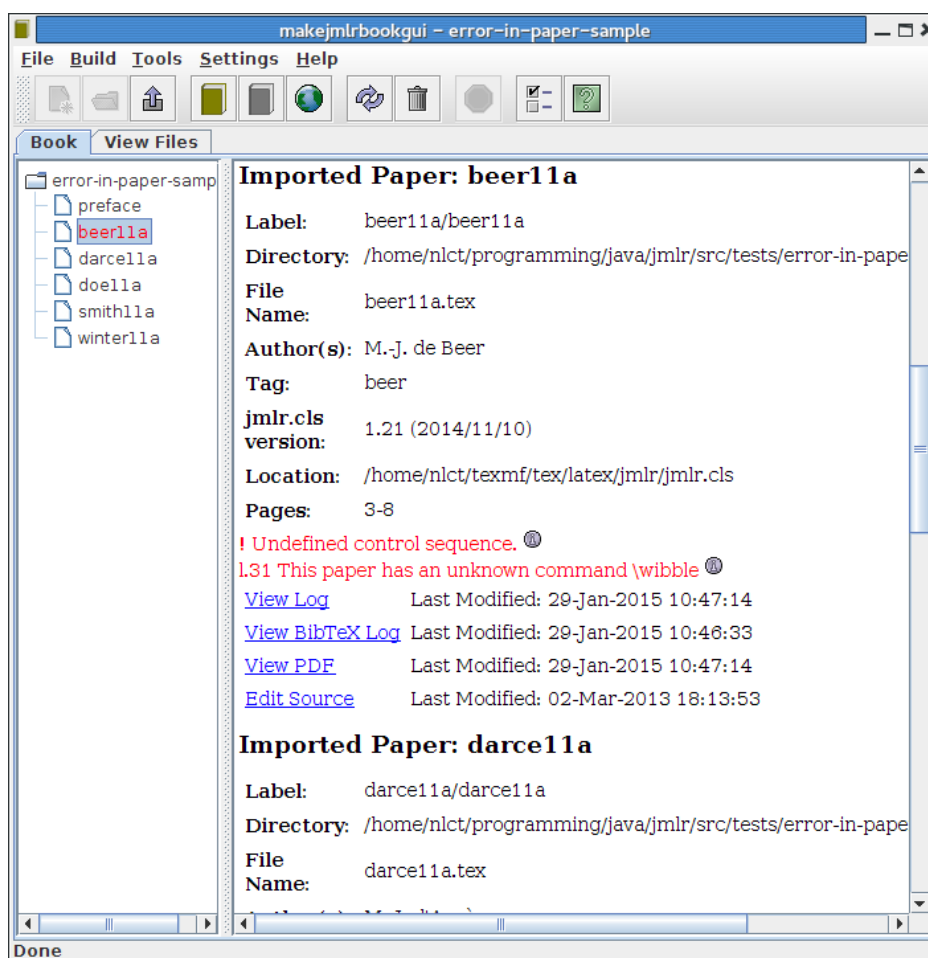 makejmlrbookgui – error-in-paper-sample
File Build Tools Settings Help
Book View Files
error-in-paper-samp
preface
beer11a
darce11a
doe11a
smith11a
winter11a
Imported Paper: beer11a
Label: beer11a/beer11a
Directory: /home/nlct/programming/java/jmlr/src/tests/error-in-pape
File
Name: beer11a.tex
Author(s): M.-J. de Beer
Tag: beer
jmlr.cls
version: 1.21 (2014/11/10)
Location: /home/nlct/texmf/tex/latex/jmlr/jmlr.cls
Pages: 3-8
! Undefined control sequence.
l.31 This paper has an unknown command \wibble
View Log Last Modified: 29-Jan-2015 10:47:14
View BibTeX Log Last Modified: 29-Jan-2015 10:46:33
View PDF Last Modified: 29-Jan-2015 10:47:14
Edit Source Last Modified: 02-Mar-2013 18:13:53
Imported Paper: darce11a
Label: darce11a/darce11a
Directory: /home/nlct/programming/java/jmlr/src/tests/error-in-pape
File
Name: darce11a.tex
Done